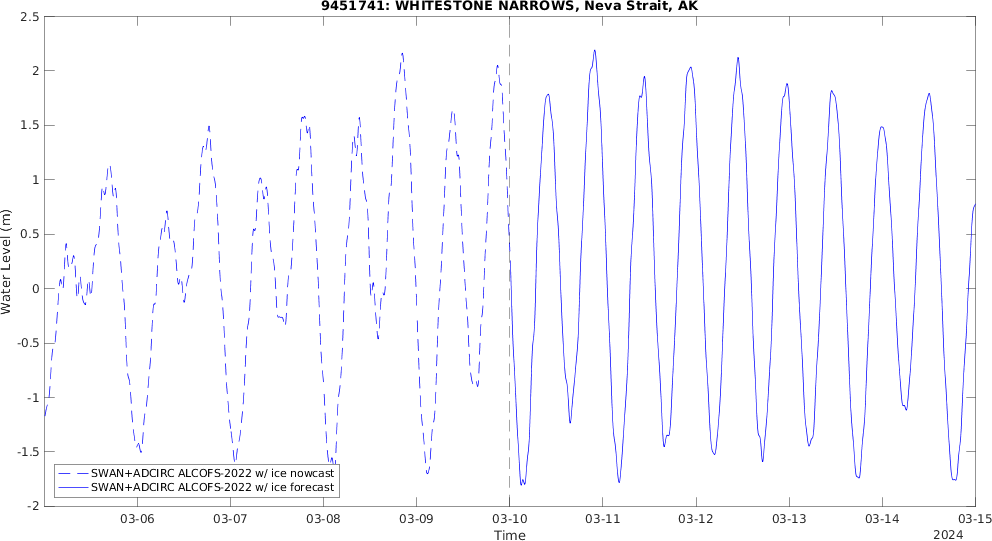 9451741: WHITESTONE NARROWS, Neva Strait, AK
2.5
2
1.5
1
0.5
0
-0.5
-1
-1.5
-2
Water Level (m)
SWAN+ADCIRC ALCOFS-2022 w/ ice nowcast
SWAN+ADCIRC ALCOFS-2022 w/ ice forecast
03-06 03-07 03-08 03-09 03-10 03-11 03-12 03-13 03-14 03-15
Time
2024